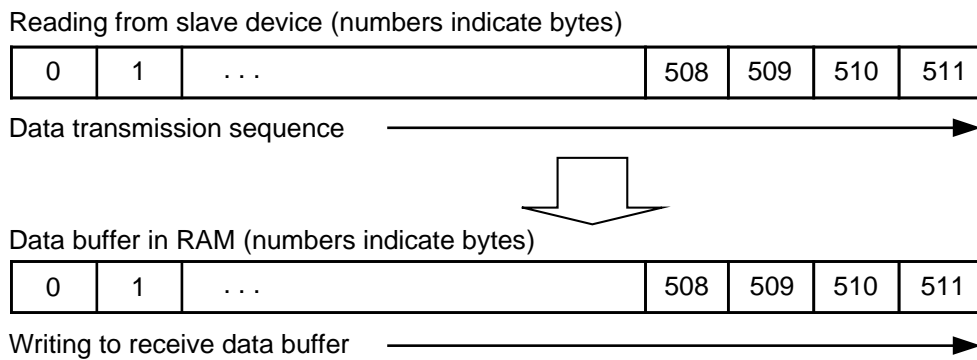 Reading from slave device (numbers indicate bytes)
0 1 . . . 508 509 510 511
Data transmission sequence
Data buffer in RAM (numbers indicate bytes)
0 1 . . . 508 509 510 511
Writing to receive data buffer